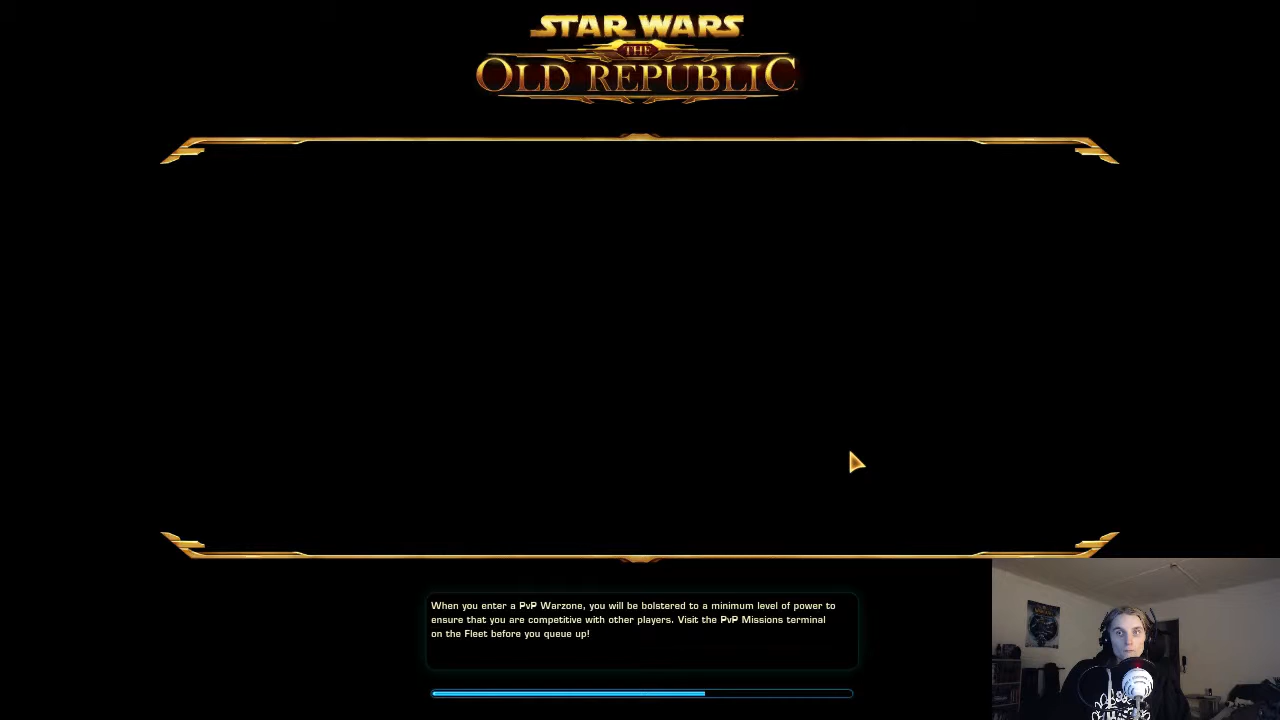 STAR WARS
THE
OLD REPUBLIC
When you enter a PvP Warzone, you will be bolstered to a minimum level of power to
ensure that you are competitive with other players. Visit the PvP Missions terminal
on the Fleet before you queue up!